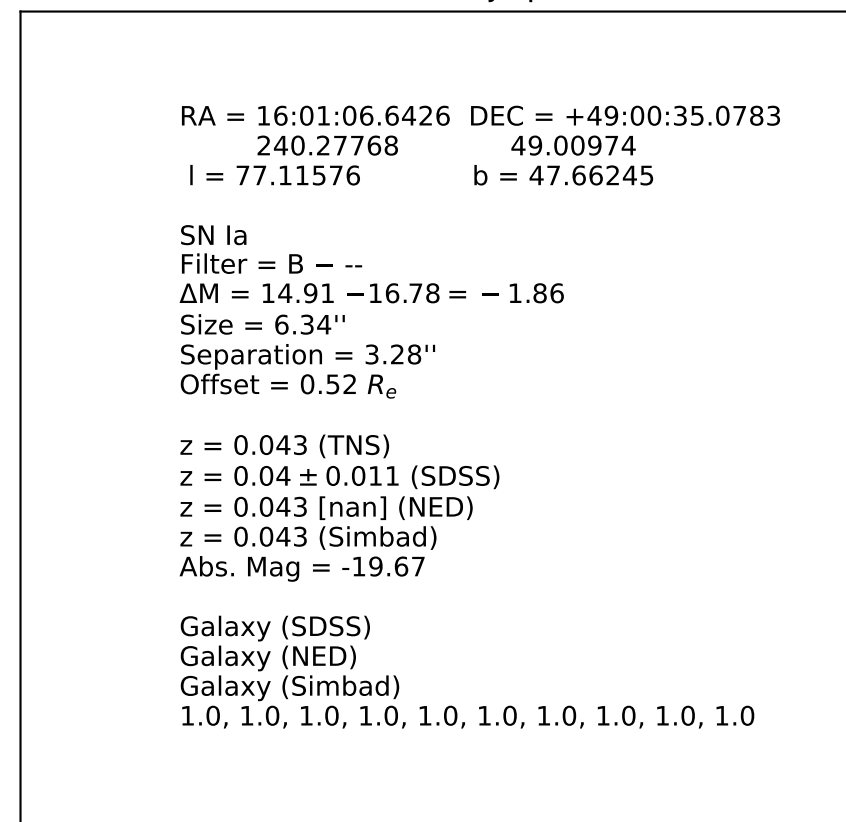 RA = 16:01:06.6426  DEC = +49:00:35.0783
240.27768 49.00974
l = 77.11576 b = 47.66245
SN Ia
Filter = B − --
ΔM = 14.91 −16.78 = − 1.86
Size = 6.34''
Separation = 3.28''
Offset = 0.52 Re
z = 0.043 (TNS)
z = 0.04 ± 0.011 (SDSS)
z = 0.043 [nan] (NED)
z = 0.043 (Simbad)
Abs. Mag = -19.67
Galaxy (SDSS)
Galaxy (NED)
Galaxy (Simbad)
1.0, 1.0, 1.0, 1.0, 1.0, 1.0, 1.0, 1.0, 1.0, 1.0